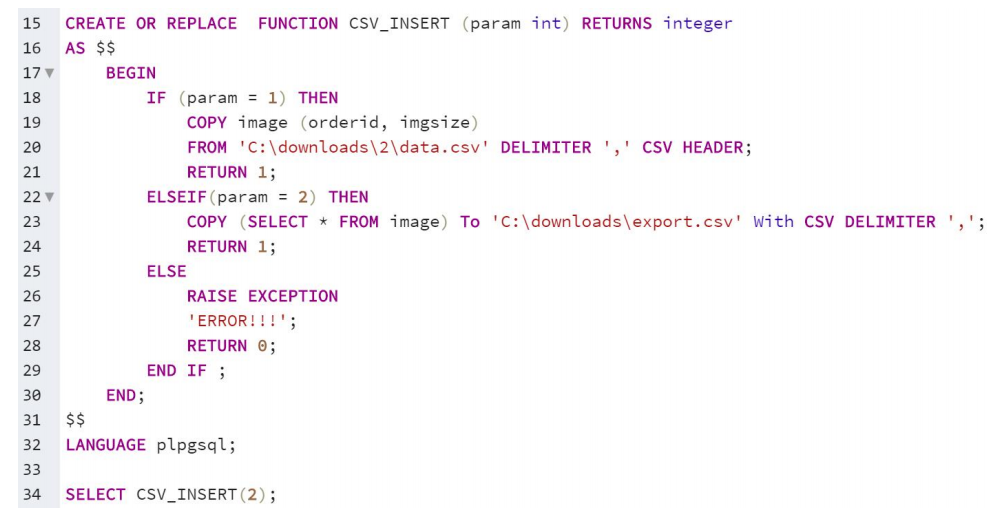 15 CREATE OR REPLACE  FUNCTION CSV_INSERT (param int) RETURNS integer
16 AS $$
17     BEGIN
18         IF (param = 1) THEN
19             COPY image (orderid, imgsize)
20             FROM 'C:\downloads\2\data.csv' DELIMITER ',' CSV HEADER;
21             RETURN 1;
22         ELSEIF(param = 2) THEN
23             COPY (SELECT * FROM image) To 'C:\downloads\export.csv' With CSV DELIMITER ',';
24             RETURN 1;
25         ELSE
26             RAISE EXCEPTION
27             'ERROR!!!';
28             RETURN 0;
29         END IF ;
30     END;
31 $$
32 LANGUAGE plpgsql;
33
34 SELECT CSV_INSERT(2);